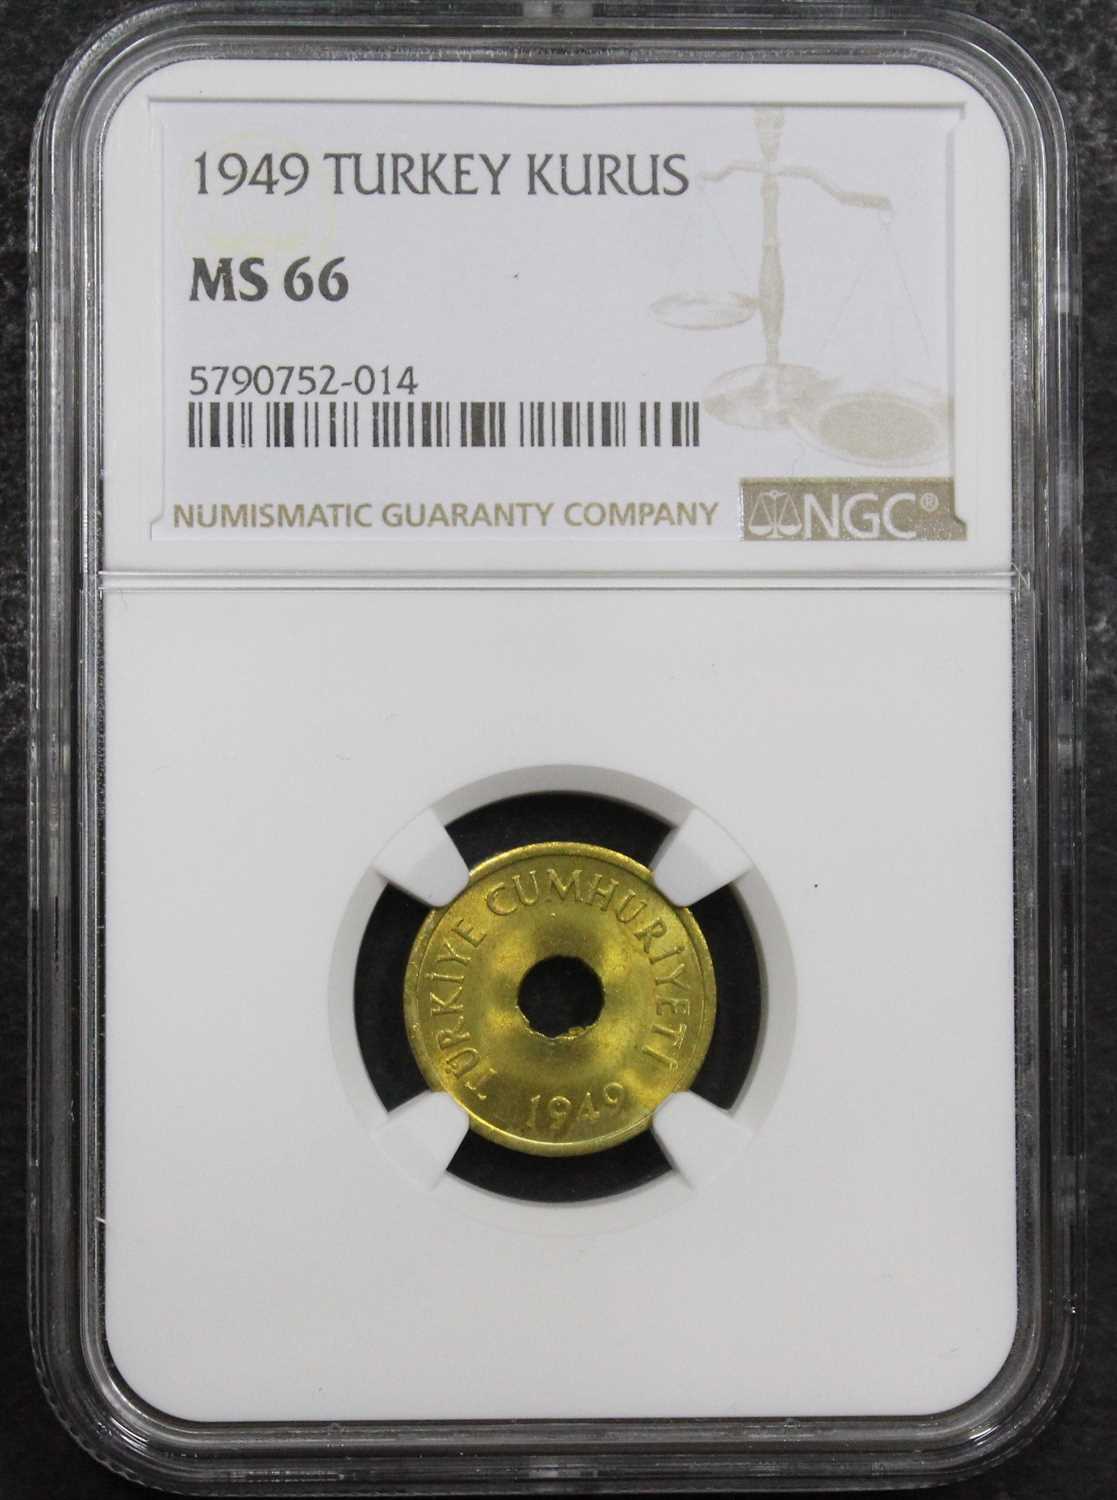 1949 TURKEY KURUS
MS 66
5790752-014
NUMISMATIC GUARANTY COMPANY
NGC®
TÜRKİYE CUMHURİYETİ
1949